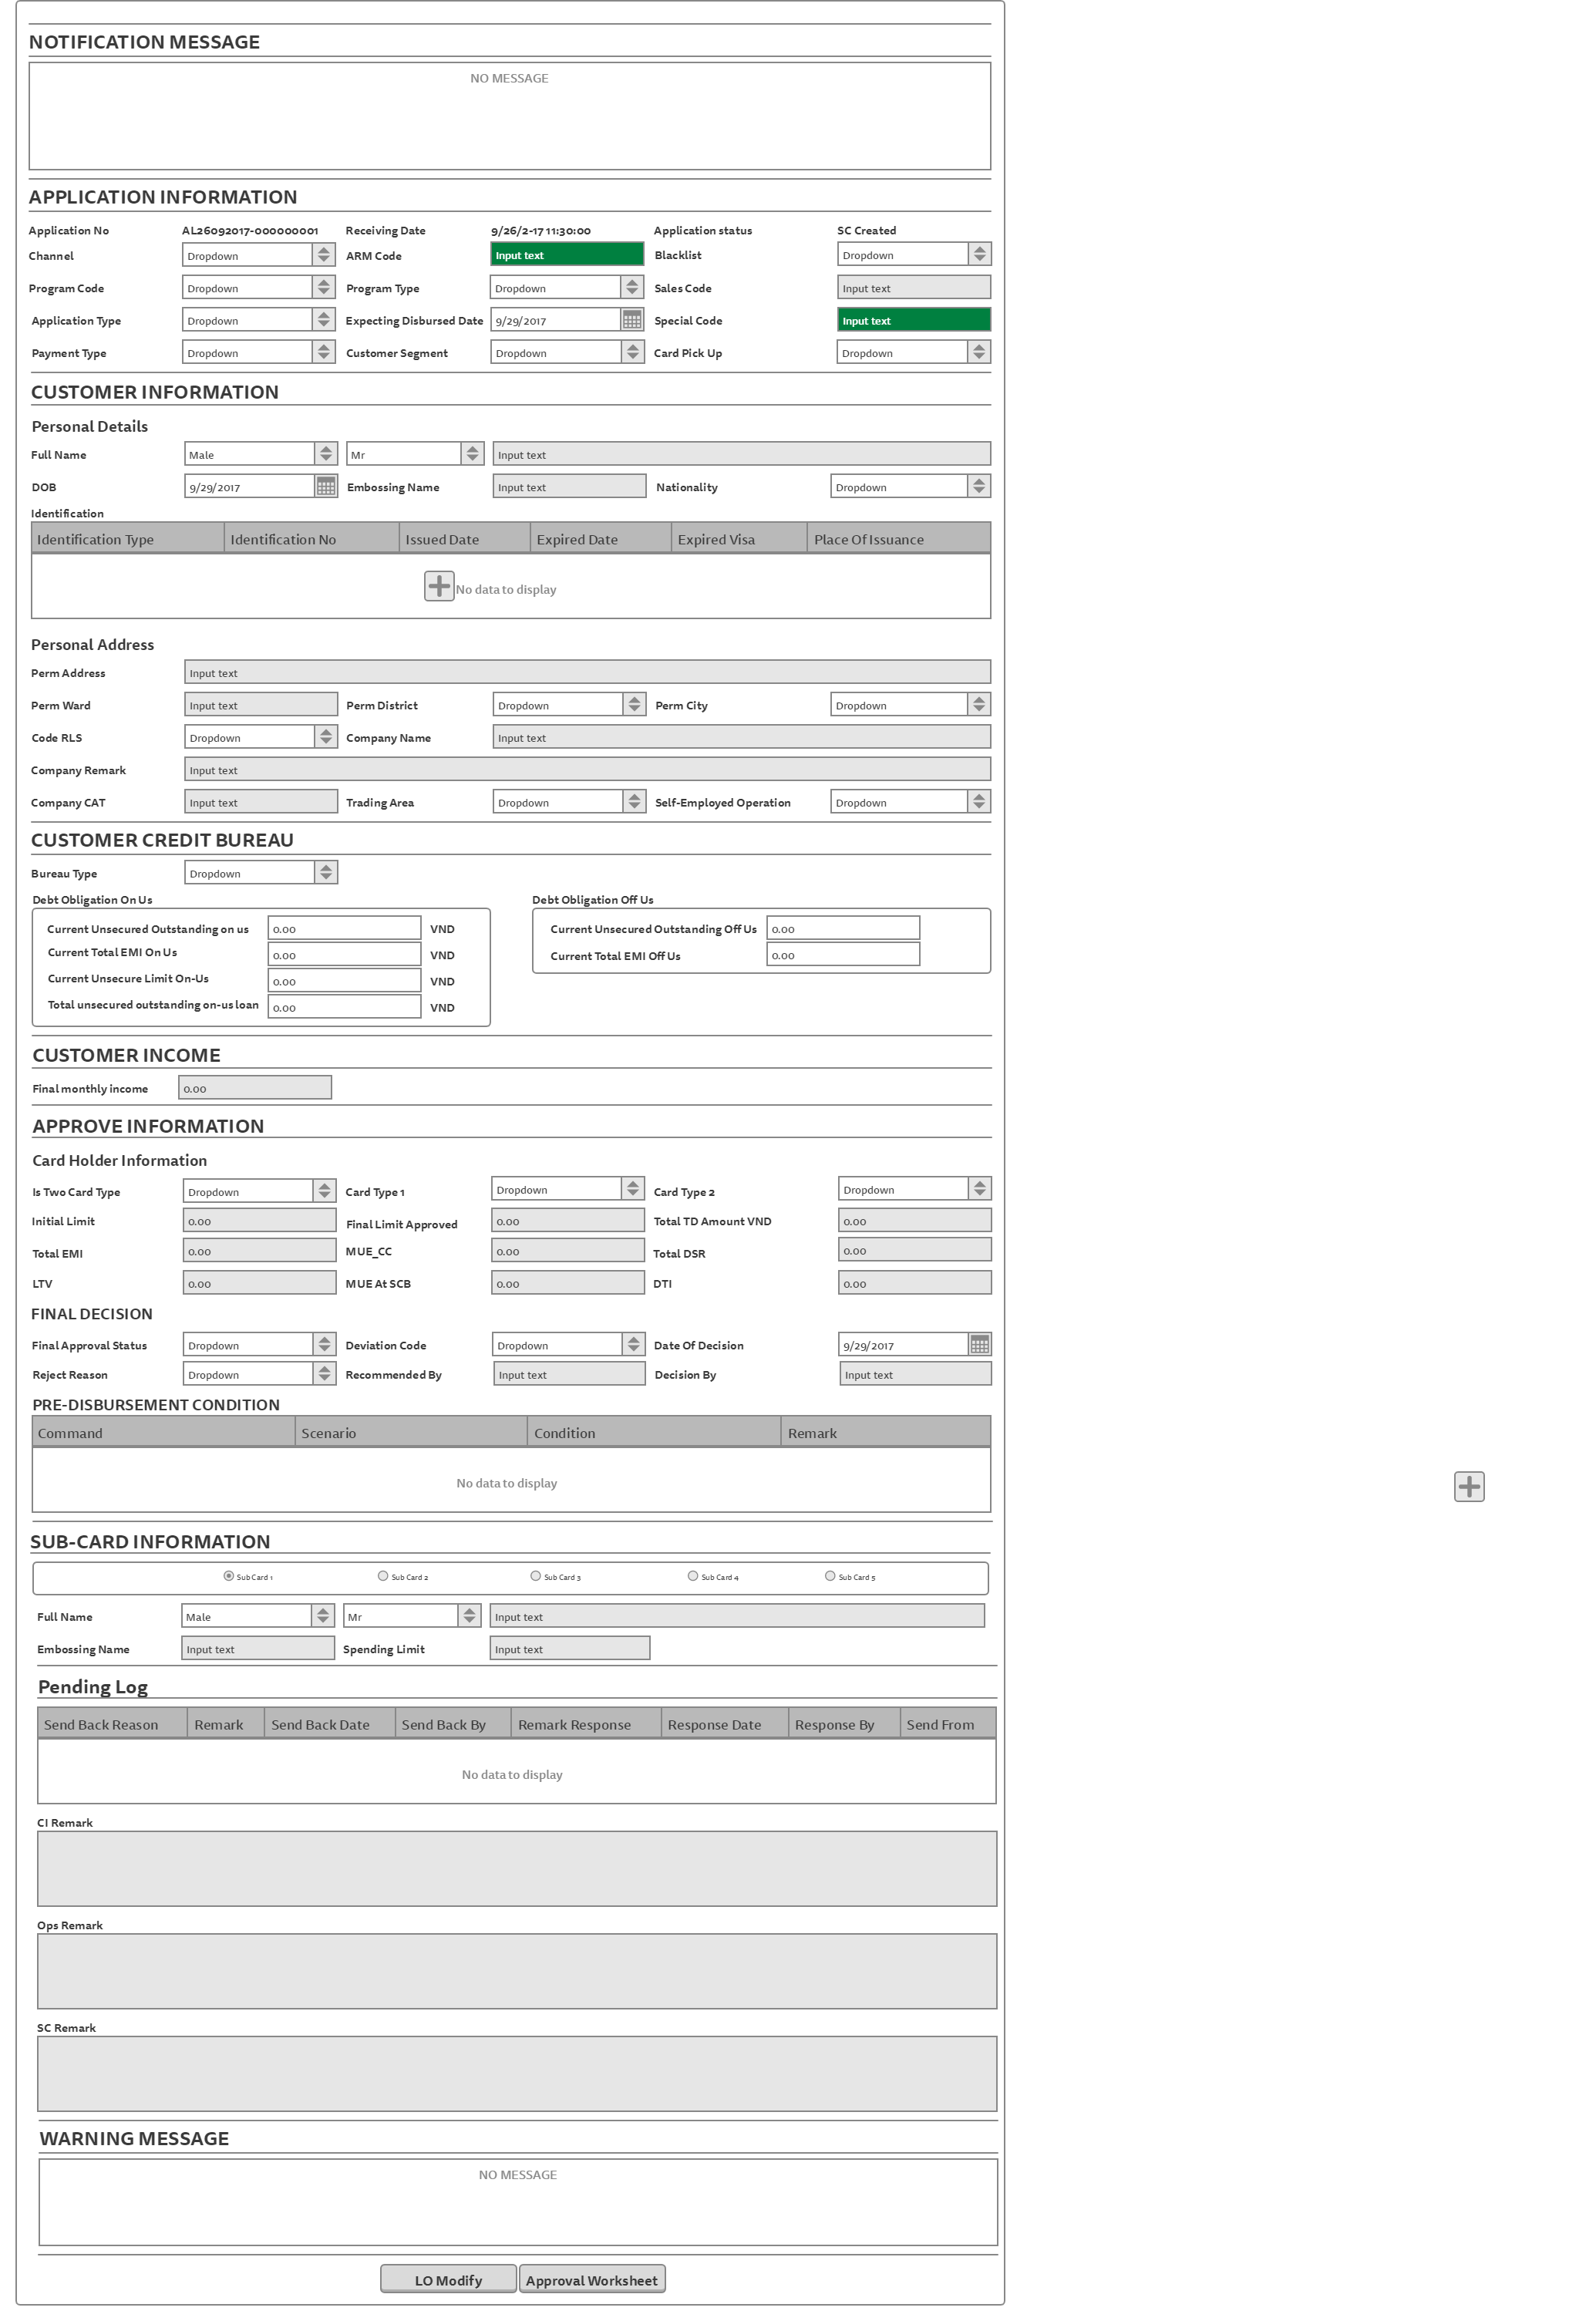 NOTIFICATION MESSAGE
NO MESSAGE
APPLICATION INFORMATION
Application No AL26092017-000000001 Receiving Date 9/26/2-17 11:30:00 Application status SC Created
Channel Dropdown ARM Code Input text Blacklist Dropdown
Program Code Dropdown Program Type Dropdown Sales Code Input text
Application Type Dropdown Expecting Disbursed Date 9/29/2017 Special Code Input text
Payment Type Dropdown Customer Segment Dropdown Card Pick Up Dropdown
CUSTOMER INFORMATION
Personal Details
Full Name Male Mr Input text
DOB 9/29/2017 Embossing Name Input text Nationality Dropdown
Identification
Identification Type Identification No Issued Date Expired Date Expired Visa Place Of Issuance
No data to display
Personal Address
Perm Address Input text
Perm Ward Input text Perm District Dropdown Perm City Dropdown
Code RLS Dropdown Company Name Input text
Company Remark Input text
Company CAT Input text Trading Area Dropdown Self-Employed Operation Dropdown
CUSTOMER CREDIT BUREAU
Bureau Type Dropdown
Debt Obligation On Us Debt Obligation Off Us
Current Unsecured Outstanding on us 0.00 VND Current Unsecured Outstanding Off Us 0.00
Current Total EMI On Us 0.00 VND Current Total EMI Off Us 0.00
Current Unsecure Limit On-Us 0.00 VND
Total unsecured outstanding on-us loan 0.00 VND
CUSTOMER INCOME
Final monthly income 0.00
APPROVE INFORMATION
Card Holder Information
Is Two Card Type Dropdown Card Type 1 Dropdown Card Type 2 Dropdown
Initial Limit 0.00 Final Limit Approved 0.00 Total TD Amount VND 0.00
Total EMI 0.00 MUE_CC 0.00 Total DSR 0.00
LTV 0.00 MUE At SCB 0.00 DTI 0.00
FINAL DECISION
Final Approval Status Dropdown Deviation Code Dropdown Date Of Decision 9/29/2017
Reject Reason Dropdown Recommended By Input text Decision By Input text
PRE-DISBURSEMENT CONDITION
Command Scenario Condition Remark
No data to display
SUB-CARD INFORMATION
Sub Card 1 Sub Card 2 Sub Card 3 Sub Card 4 Sub Card 5
Full Name Male Mr Input text
Embossing Name Input text Spending Limit Input text
Pending Log
Send Back Reason Remark Send Back Date Send Back By Remark Response Response Date Response By Send From
No data to display
CI Remark
Ops Remark
SC Remark
WARNING MESSAGE
NO MESSAGE
LO Modify Approval Worksheet